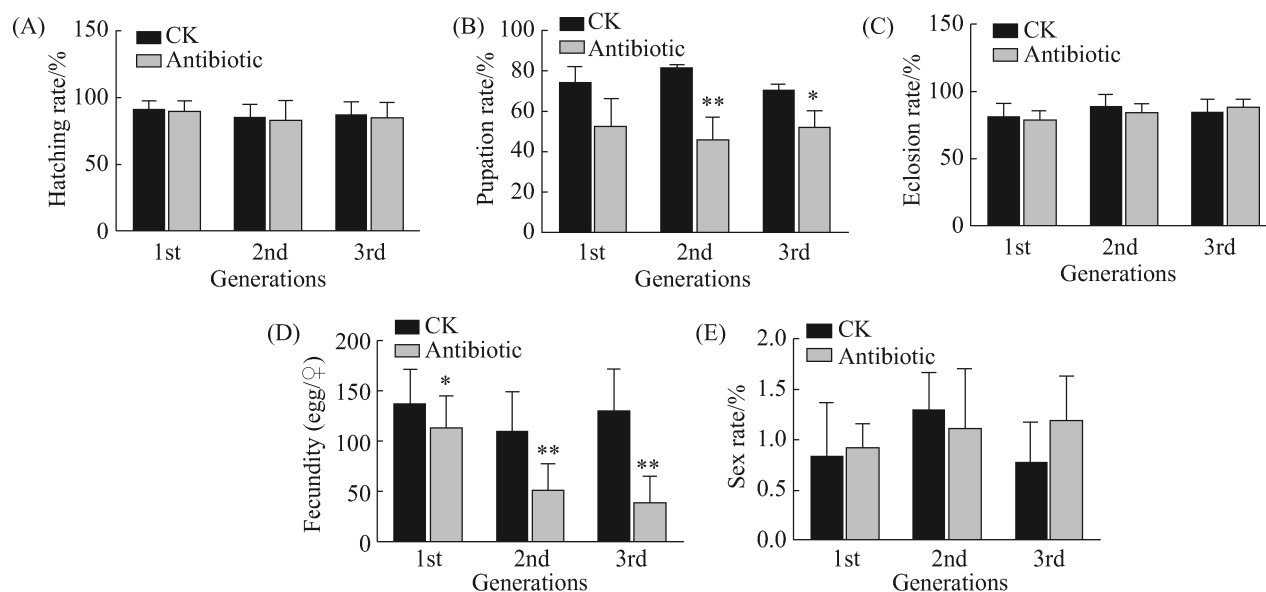 (A)
150
100
50
0
Hatching rate/%
CK
Antibiotic
1st 2nd 3rd
Generations
(B)
100
80
60
40
20
0
Pupation rate/%
CK
Antibiotic
**
*
1st 2nd 3rd
Generations
(C)
150
100
50
0
Eclosion rate/%
CK
Antibiotic
1st 2nd 3rd
Generations
(D)
200
150
100
50
0
Fecundity (egg/♀)
CK
Antibiotic
*
**
**
1st 2nd 3rd
Generations
(E)
2.0
1.5
1.0
0.5
0.0
Sex rate/%
CK
Antibiotic
1st 2nd 3rd
Generations